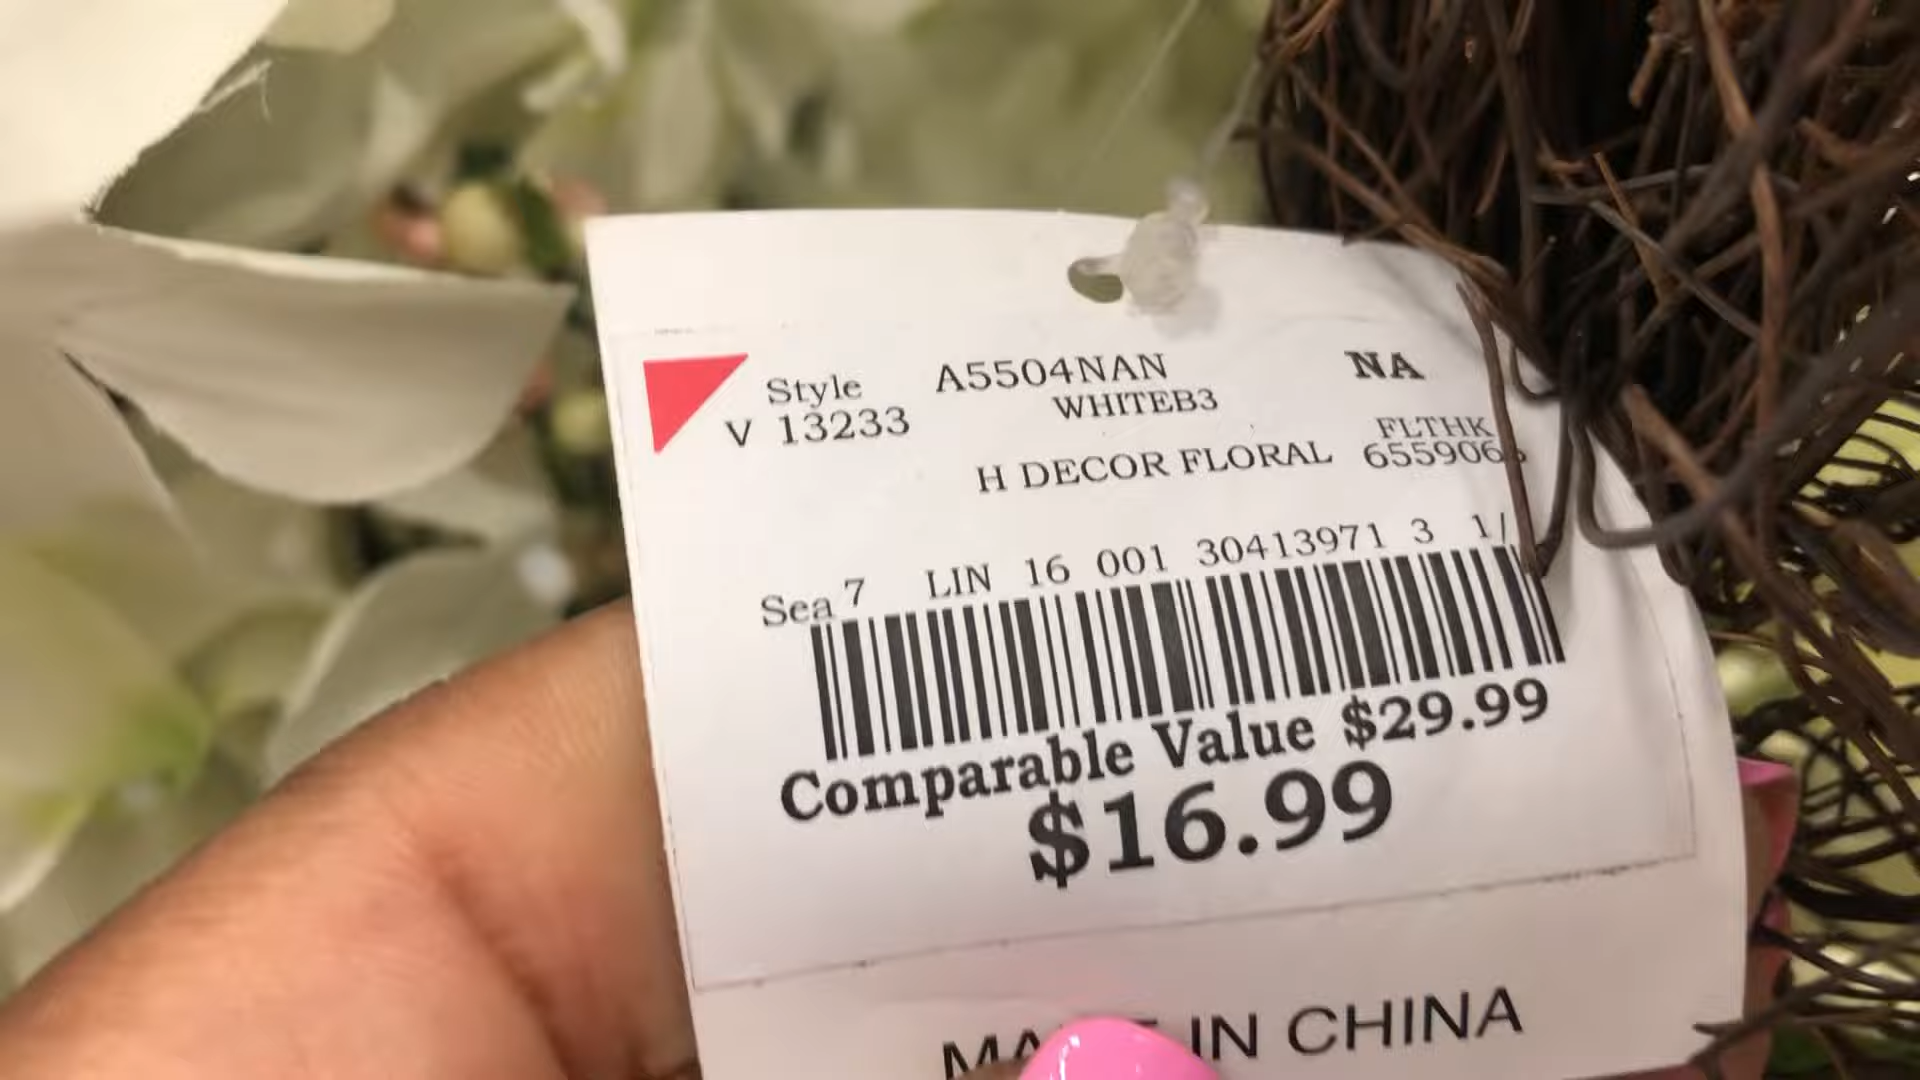 Style A5504NAN NA
V 13233 WHITEB3
FLTHK
H DECOR FLORAL
Sea 7 LIN 16 001 30413971 3 1/
Comparable Value $29.99
$16.99
IN CHINA